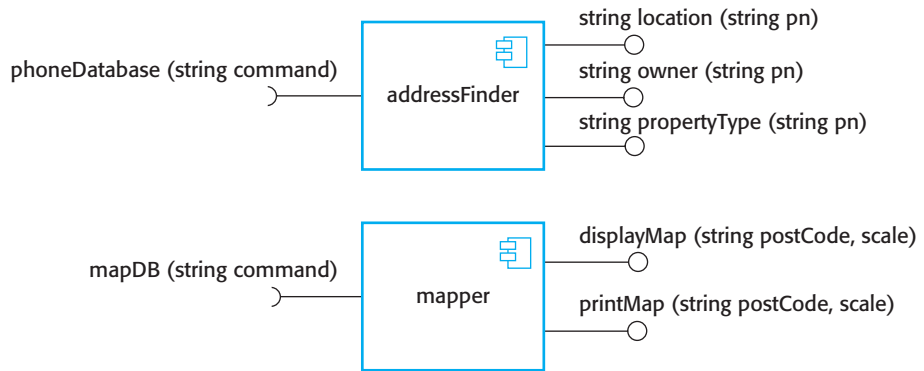 string location (string pn)
phoneDatabase (string command)
addressFinder
string owner (string pn)
string propertyType (string pn)
mapDB (string command)
mapper
displayMap (string postCode, scale)
printMap (string postCode, scale)